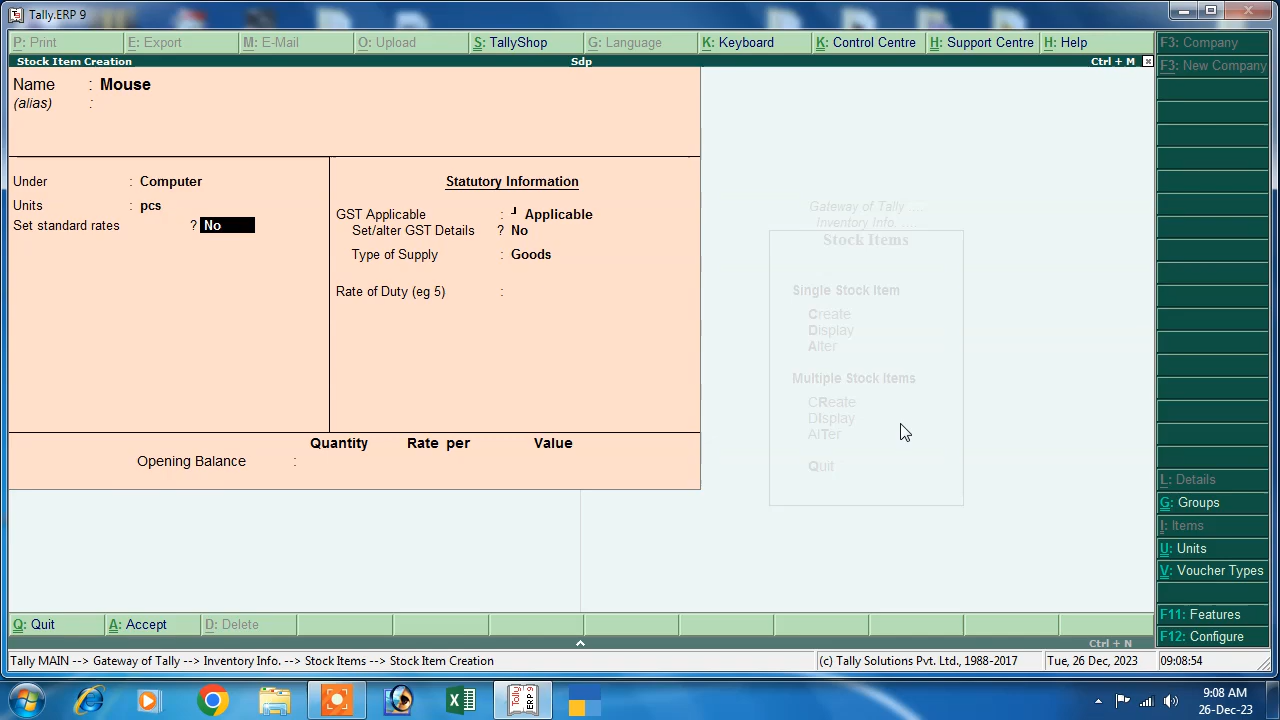 Tally.ERP 9
P: Print E: Export M: E-Mail O: Upload S: TallyShop G: Language K: Keyboard K: Control Centre H: Support Centre H: Help
F3: Company
Stock Item Creation Sdp Ctrl + M
F3: New Company
Name : Mouse
(alias) :
Under : Computer
Units : pcs
Set standard rates ? No
Statutory Information
GST Applicable : Applicable
Set/alter GST Details ? No
Type of Supply : Goods
Rate of Duty (eg 5) :
Quantity Rate per Value
Opening Balance :
Gateway of Tally ....
Inventory Info. ....
Stock Items
Single Stock Item
Create
Display
Alter
Multiple Stock Items
CReate
DIsplay
AlTer
Quit
L: Details
G: Groups
I: Items
U: Units
V: Voucher Types
F11: Features
F12: Configure
Q: Quit A: Accept D: Delete
Ctrl + N
Tally MAIN --> Gateway of Tally --> Inventory Info. --> Stock Items --> Stock Item Creation (c) Tally Solutions Pvt. Ltd., 1988-2017 Tue, 26 Dec, 2023 09:08:54
Tally
ERP 9
9:08 AM
26-Dec-23